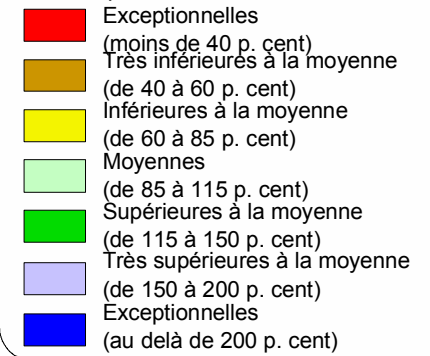 Exceptionnelles
(moins de 40 p. cent)
Très inférieures à la moyenne
(de 40 à 60 p. cent)
Inférieures à la moyenne
(de 60 à 85 p. cent)
Moyennes
(de 85 à 115 p. cent)
Supérieures à la moyenne
(de 115 à 150 p. cent)
Très supérieures à la moyenne
(de 150 à 200 p. cent)
Exceptionnelles
(au delà de 200 p. cent)